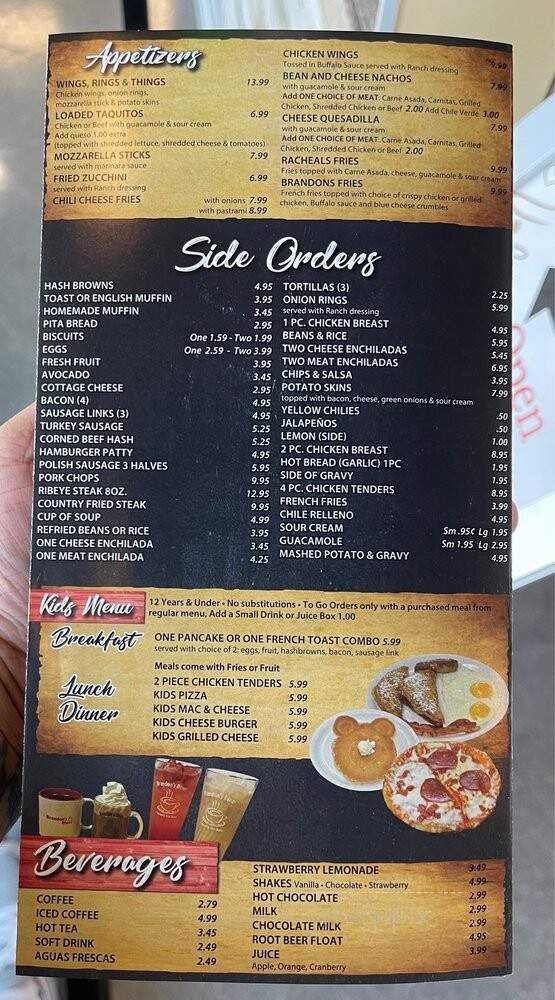 Appetizers
WINGS, RINGS & THINGS 13.99
Chicken wings, onion rings,
mozzarella stick & potato skins
LOADED TAQUITOS 6.99
Chicken or Beef with guacamole & sour cream
Add queso 1.00 extra
(topped with shredded lettuce, shredded cheese & tomatoes)
MOZZARELLA STICKS 7.99
served with marinara sauce
FRIED ZUCCHINI 6.99
served with Ranch dressing
CHILI CHEESE FRIES with onions 7.99
with pastrami 8.99
CHICKEN WINGS 9.99
Tossed in Buffalo Sauce served with Ranch dressing
BEAN AND CHEESE NACHOS 7.99
with guacamole & sour cream
Add ONE CHOICE OF MEAT: Carne Asada, Carnitas, Grilled
Chicken, Shredded Chicken or Beef 2.00 Add Chile Verde 3.00
CHEESE QUESADILLA 7.99
with guacamole & sour cream
Add ONE CHOICE OF MEAT: Carne Asada, Carnitas, Grilled
Chicken, Shredded Chicken or Beef 2.00
RACHEALS FRIES 9.99
Fries topped with Carne Asada, cheese, guacamole & sour cream
BRANDONS FRIES 9.99
French fries topped with choice of crispy chicken or grilled
chicken, Buffalo sauce and blue cheese crumbles
Side Orders
HASH BROWNS 4.95
TOAST OR ENGLISH MUFFIN 3.95
HOMEMADE MUFFIN 3.45
PITA BREAD 2.95
BISCUITS One 1.59 - Two 1.99
EGGS One 2.59 - Two 3.99
FRESH FRUIT 3.95
AVOCADO 3.45
COTTAGE CHEESE 2.95
BACON (4) 4.95
SAUSAGE LINKS (3) 4.95
TURKEY SAUSAGE 5.25
CORNED BEEF HASH 5.25
HAMBURGER PATTY 4.95
POLISH SAUSAGE 3 HALVES 5.95
PORK CHOPS 9.95
RIBEYE STEAK 8OZ. 12.95
COUNTRY FRIED STEAK 9.95
CUP OF SOUP 4.99
REFRIED BEANS OR RICE 3.95
ONE CHEESE ENCHILADA 3.45
ONE MEAT ENCHILADA 4.25
TORTILLAS (3) 2.25
ONION RINGS 5.99
served with Ranch dressing
1 PC. CHICKEN BREAST 4.95
BEANS & RICE 5.95
TWO CHEESE ENCHILADAS 5.45
TWO MEAT ENCHILADAS 6.95
CHIPS & SALSA 3.95
POTATO SKINS 7.99
topped with bacon, cheese, green onions & sour cream
YELLOW CHILIES .50
JALAPEÑOS .50
LEMON (SIDE) 1.00
2 PC. CHICKEN BREAST 8.95
HOT BREAD (GARLIC) 1PC 1.95
SIDE OF GRAVY 1.95
4 PC. CHICKEN TENDERS 8.95
FRENCH FRIES 3.99
CHILE RELLENO 4.95
SOUR CREAM Sm .95¢ Lg 1.95
GUACAMOLE Sm 1.95 Lg 2.95
MASHED POTATO & GRAVY 4.95
Kids Menu
12 Years & Under • No substitutions • To Go Orders only with a purchased meal from
regular menu, Add a Small Drink or Juice Box 1.00
Breakfast
ONE PANCAKE OR ONE FRENCH TOAST COMBO 5.99
served with choice of 2: eggs, fruit, hashbrowns, bacon, sausage link
Lunch
Dinner
Meals come with Fries or Fruit
2 PIECE CHICKEN TENDERS 5.99
KIDS PIZZA 5.99
KIDS MAC & CHEESE 5.99
KIDS CHEESE BURGER 5.99
KIDS GRILLED CHEESE 5.99
Beverages
COFFEE 2.79
ICED COFFEE 4.99
HOT TEA 3.45
SOFT DRINK 2.49
AGUAS FRESCAS 2.49
STRAWBERRY LEMONADE 3.49
SHAKES Vanilla • Chocolate • Strawberry 4.99
HOT CHOCOLATE 2.99
MILK 2.99
CHOCOLATE MILK 2.99
ROOT BEER FLOAT 4.95
JUICE 3.99
Apple, Orange, Cranberry
Open